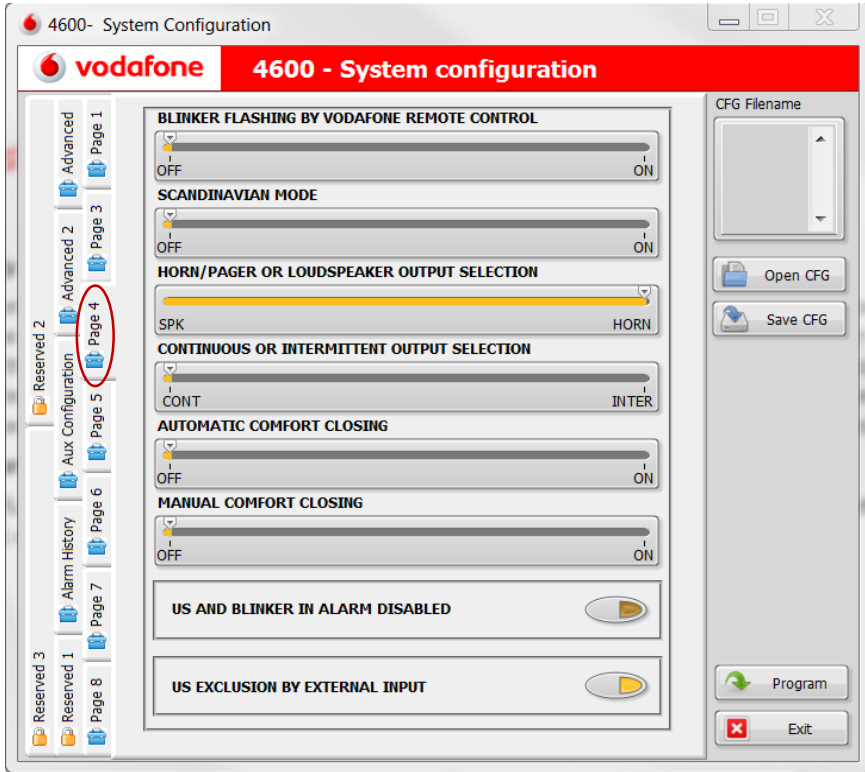 4600- System Configuration
vodafone
4600 - System configuration
Reserved 2
Reserved 3
Advanced
Advanced 2
Aux Configuration
Alarm History
Reserved 1
Page 1
Page 3
Page 4
Page 5
Page 6
Page 7
Page 8
BLINKER FLASHING BY VODAFONE REMOTE CONTROL
OFF ON
SCANDINAVIAN MODE
OFF ON
HORN/PAGER OR LOUDSPEAKER OUTPUT SELECTION
SPK HORN
CONTINUOUS OR INTERMITTENT OUTPUT SELECTION
CONT INTER
AUTOMATIC COMFORT CLOSING
OFF ON
MANUAL COMFORT CLOSING
OFF ON
US AND BLINKER IN ALARM DISABLED
US EXCLUSION BY EXTERNAL INPUT
CFG Filename
Open CFG
Save CFG
Program
Exit